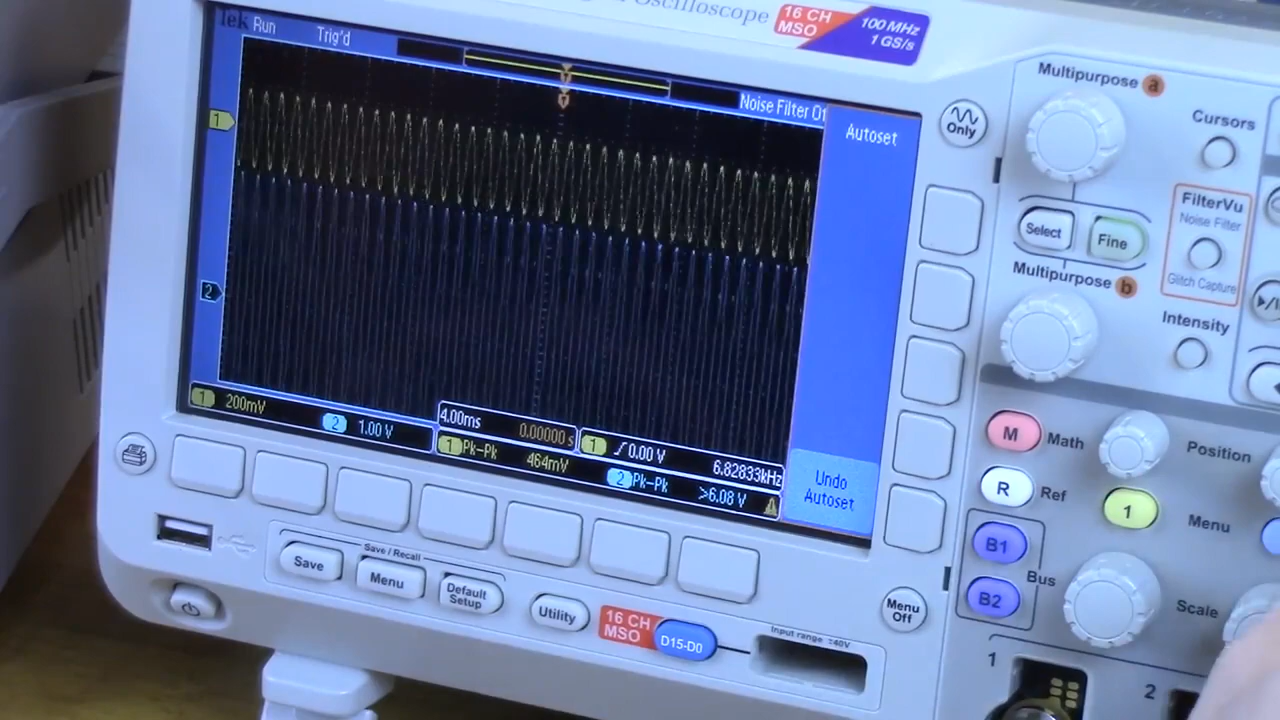 Oscilloscope
16 CH
MSO
100 MHz
1 GS/s
Tek Run
Trig'd
Noise Filter Of
Autoset
1
2
Undo
Autoset
1 200mV
2 1.00 V
4.00ms
0.00000 s
1 0.00 V
6.82833kHz
1 Pk-Pk
464mV
2 Pk-Pk
>6.08 V
Only
Multipurpose a
Cursors
FilterVu
Noise Filter
Glitch Capture
Select
Fine
Multipurpose b
Intensity
M
Math
Position
R
Ref
1
Menu
B1
B2
Bus
Scale
Save / Recall
Save
Menu
Default
Setup
Utility
16 CH
MSO
D15-D0
Menu
Off
1
2